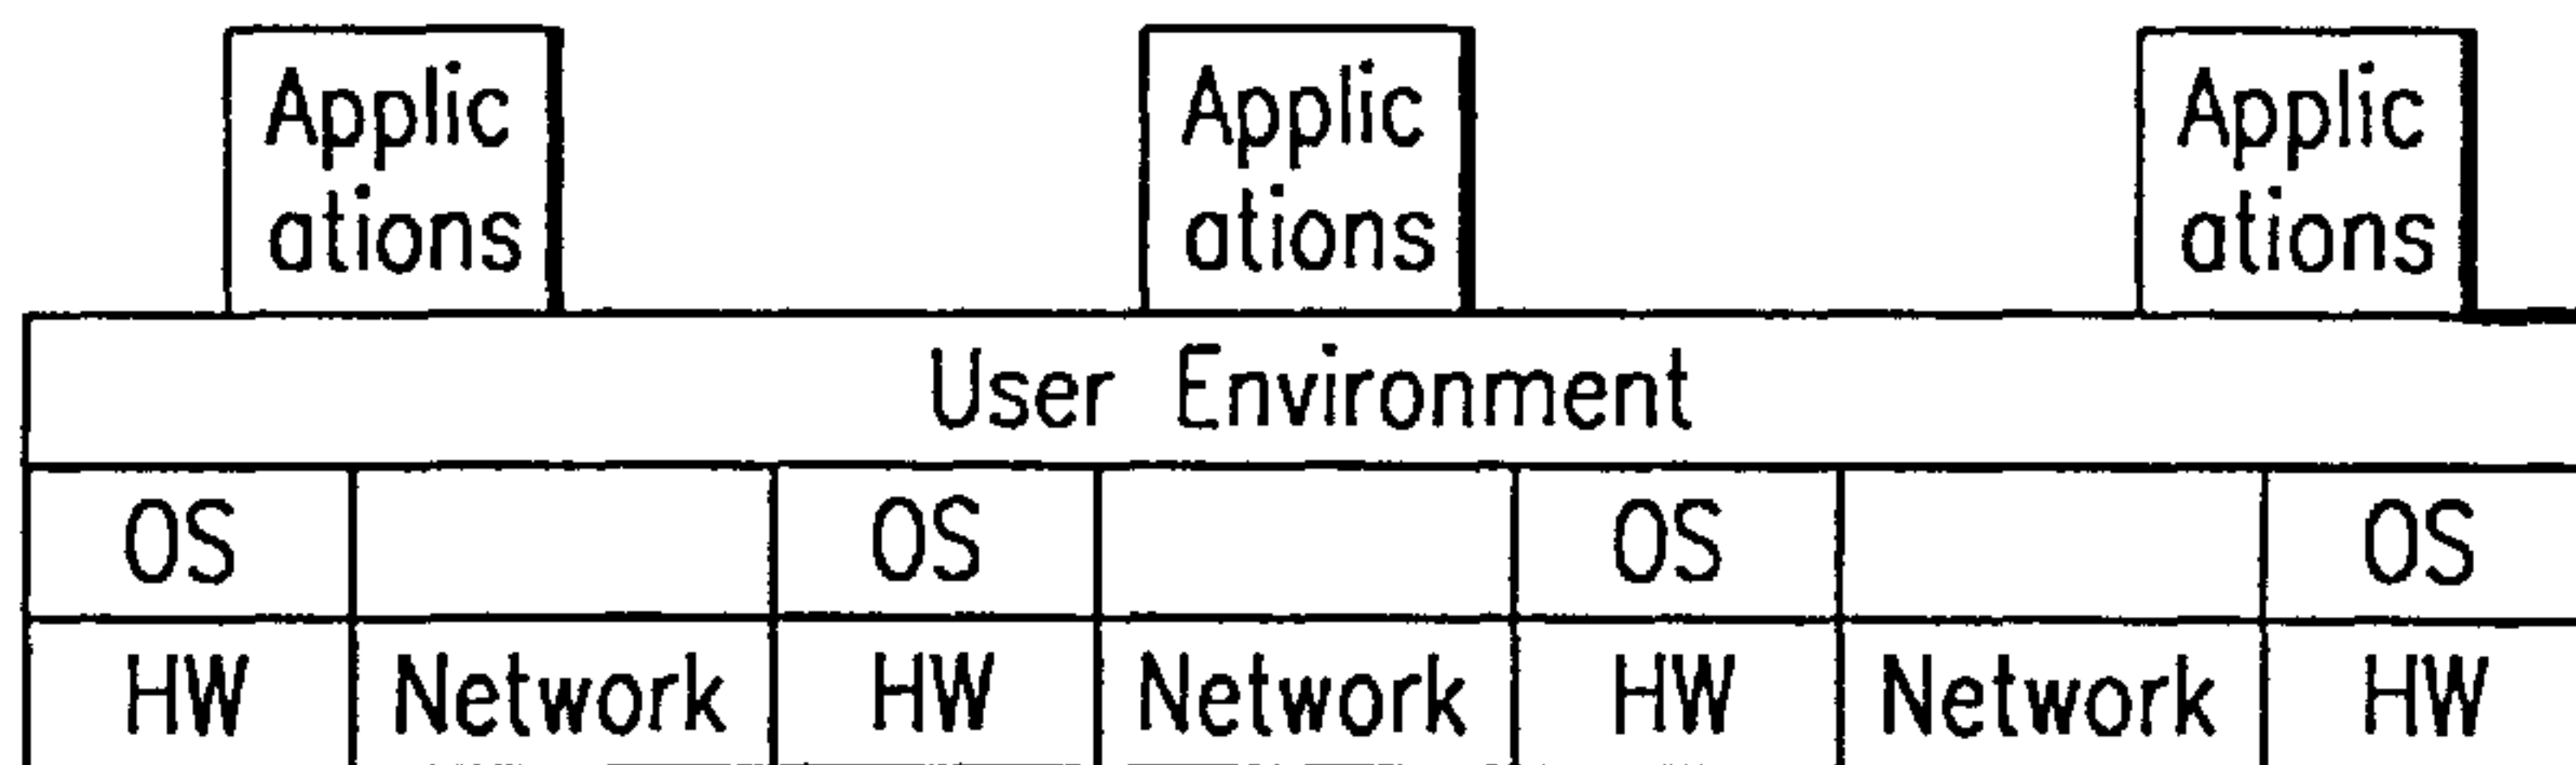 Applic Applic Applic
ations ations ations
User Environment
OS OS OS OS
HW Network HW Network HW Network HW